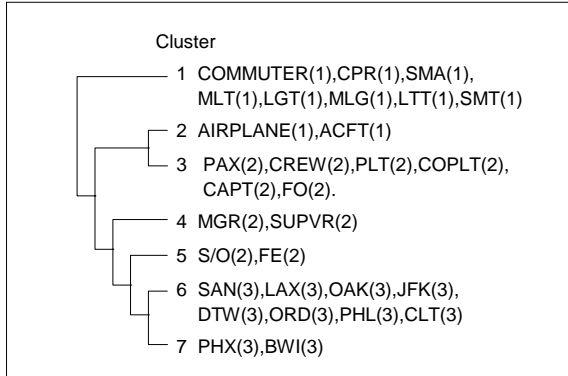 Cluster
1 COMMUTER(1),CPR(1),SMA(1),
MLT(1),LGT(1),MLG(1),LTT(1),SMT(1)
2 AIRPLANE(1),ACFT(1)
3 PAX(2),CREW(2),PLT(2),COPLT(2),
CAPT(2),FO(2).
4 MGR(2),SUPVR(2)
5 S/O(2),FE(2)
6 SAN(3),LAX(3),OAK(3),JFK(3),
DTW(3),ORD(3),PHL(3),CLT(3)
7 PHX(3),BWI(3)